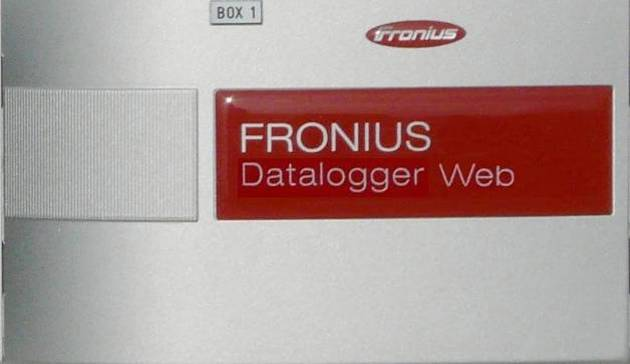 BOX 1
Fronius
FRONIUS
Datalogger Web